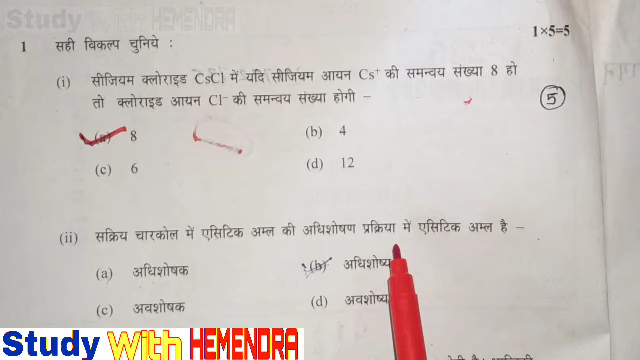 Study With HEMENDRA
1×5=5
1 सही विकल्प चुनिये :
(i) सीजियम क्लोराइड CsCl में यदि सीजियम आयन Cs⁺ की समन्वय संख्या 8 हो
तो क्लोराइड आयन Cl⁻ की समन्वय संख्या होगी –
5
(a) 8 (b) 4
(c) 6 (d) 12
(ii) सक्रिय चारकोल में एसिटिक अम्ल की अधिशोषण प्रक्रिया में एसिटिक अम्ल है –
(a) अधिशोषक (b) अधिशोष्य
(c) अवशोषक (d) अवशोष्य
Study With HEMENDRA